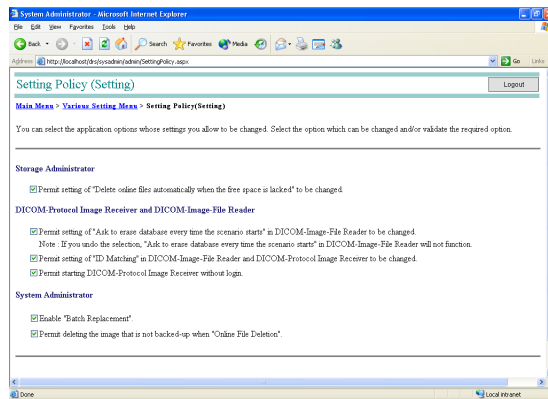 System Administrator - Microsoft Internet Explorer
File Edit View Favorites Tools Help
Back Search Favorites Media
Address http://localhost/drs/sysadmin/admin/SettingPolicy.aspx Go Links
Setting Policy (Setting) Logout
Main Menu > Various Setting Menu > Setting Policy(Setting)
You can select the application options whose settings you allow to be changed. Select the option which can be changed and/or validate the required option.
Storage Administrator
Permit setting of "Delete online files automatically when the free space is lacked" to be changed.
DICOM-Protocol Image Receiver and DICOM-Image-File Reader
Permit setting of "Ask to erase database every time the scenario starts" in DICOM-Image-File Reader to be changed.
Note : If you undo the selection, "Ask to erase database every time the scenario starts" in DICOM-Image-File Reader will not function.
Permit setting of "ID Matching" in DICOM-Image-File Reader and DICOM-Protocol Image Receiver to be changed.
Permit starting DICOM-Protocol Image Receiver without login.
System Administrator
Enable "Batch Replacement".
Permit deleting the image that is not backed-up when "Online File Deletion".
Done Local intranet